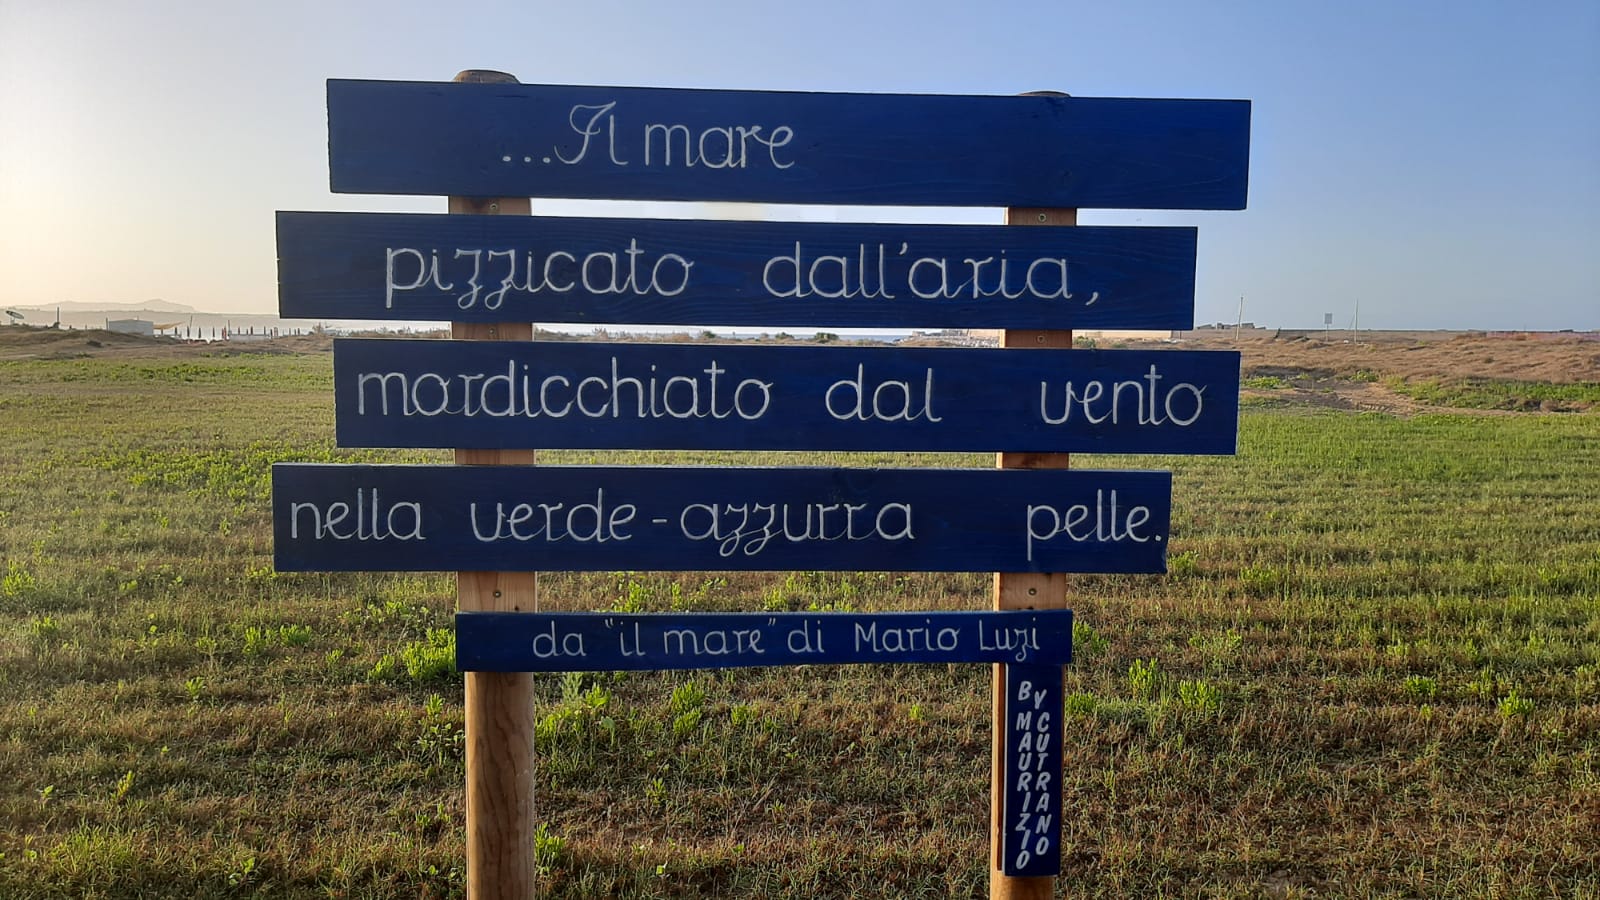 ...Il mare
pizzicato dall'aria,
mordicchiato dal vento
nella verde-azzurra pelle.
da "il mare" di Mario Luzi
BY
MAURIZIO
CUTRANO